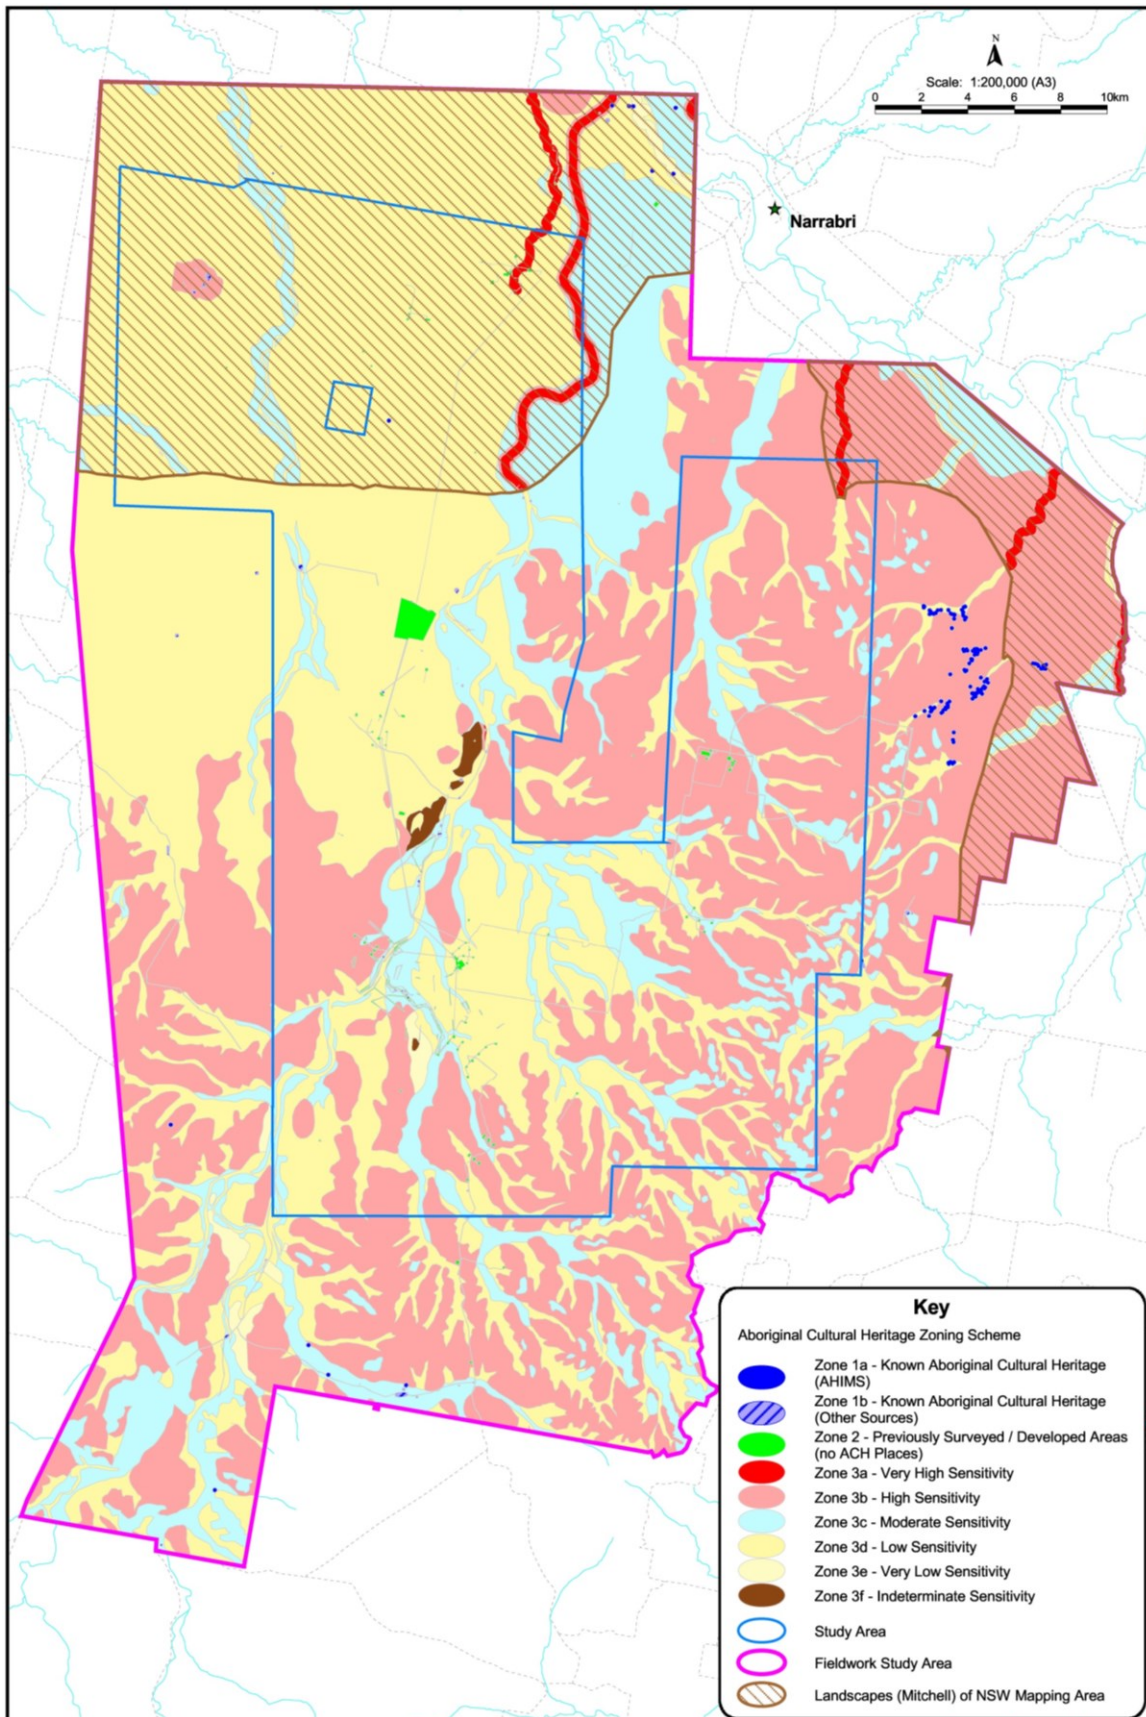 N
Scale: 1:200,000 (A3)
0 2 4 6 8 10km
Narrabri
Key
Aboriginal Cultural Heritage Zoning Scheme
Zone 1a - Known Aboriginal Cultural Heritage
(AHIMS)
Zone 1b - Known Aboriginal Cultural Heritage
(Other Sources)
Zone 2 - Previously Surveyed / Developed Areas
(no ACH Places)
Zone 3a - Very High Sensitivity
Zone 3b - High Sensitivity
Zone 3c - Moderate Sensitivity
Zone 3d - Low Sensitivity
Zone 3e - Very Low Sensitivity
Zone 3f - Indeterminate Sensitivity
Study Area
Fieldwork Study Area
Landscapes (Mitchell) of NSW Mapping Area